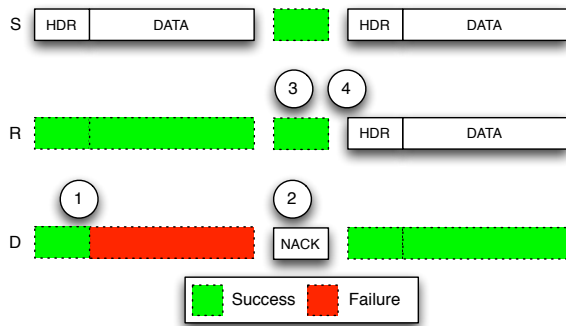 S HDR DATA HDR DATA
3 4
R HDR DATA
1 2
D NACK
Success Failure